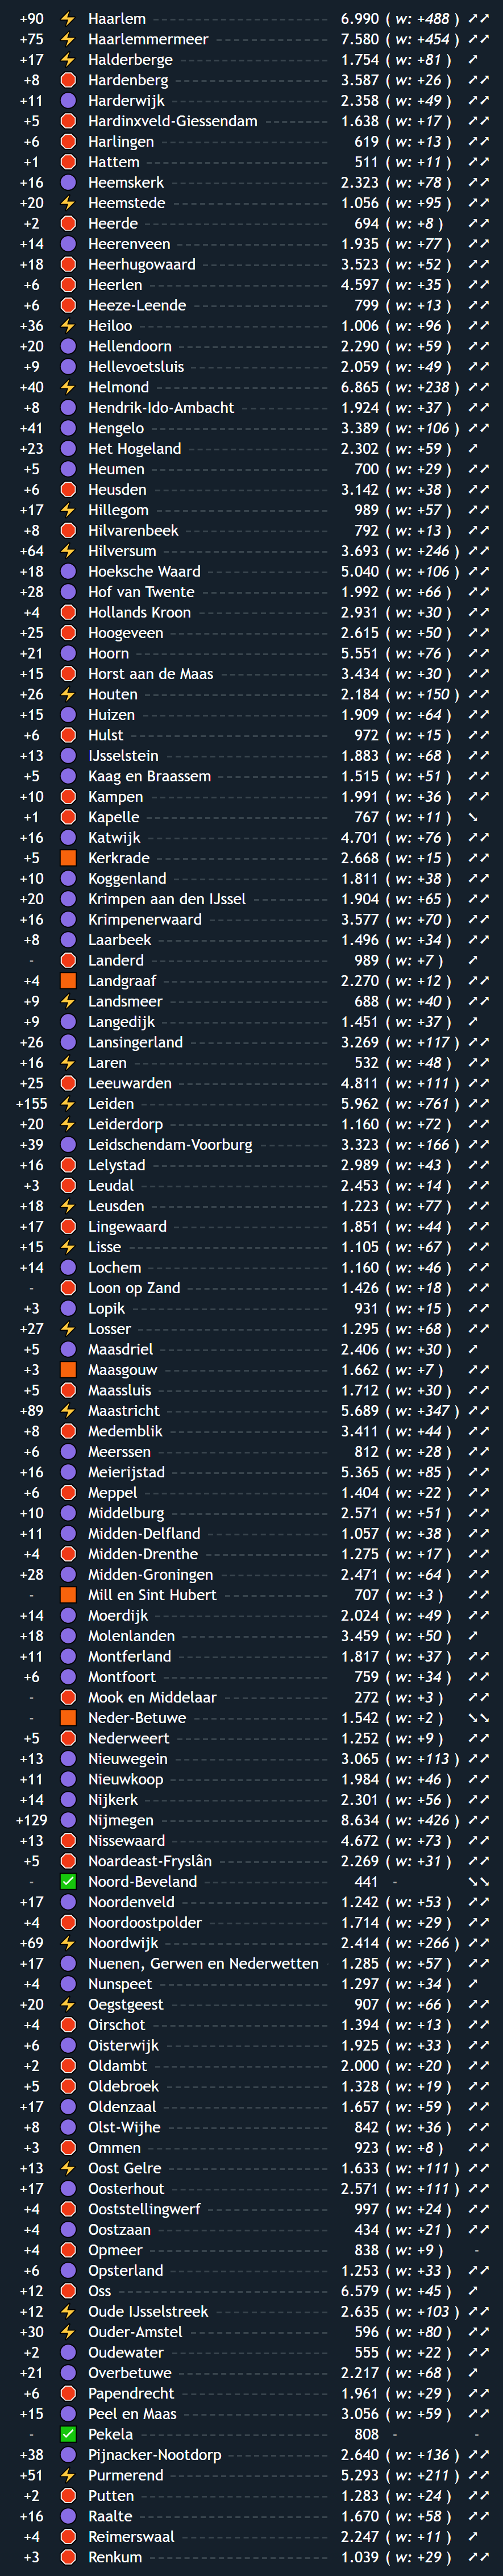 +90 Haarlem 6.990 ( w: +488 )
+75 Haarlemmermeer 7.580 ( w: +454 )
+17 Halderberge 1.754 ( w: +81 )
+8 Hardenberg 3.587 ( w: +26 )
+11 Harderwijk 2.358 ( w: +49 )
+5 Hardinxveld-Giessendam 1.638 ( w: +17 )
+6 Harlingen 619 ( w: +13 )
+1 Hattem 511 ( w: +11 )
+16 Heemskerk 2.323 ( w: +78 )
+20 Heemstede 1.056 ( w: +95 )
+2 Heerde 694 ( w: +8 )
+14 Heerenveen 1.935 ( w: +77 )
+18 Heerhugowaard 3.523 ( w: +52 )
+6 Heerlen 4.597 ( w: +35 )
+6 Heeze-Leende 799 ( w: +13 )
+36 Heiloo 1.006 ( w: +96 )
+20 Hellendoorn 2.290 ( w: +59 )
+9 Hellevoetsluis 2.059 ( w: +49 )
+40 Helmond 6.865 ( w: +238 )
+8 Hendrik-Ido-Ambacht 1.924 ( w: +37 )
+41 Hengelo 3.389 ( w: +106 )
+23 Het Hogeland 2.302 ( w: +59 )
+5 Heumen 700 ( w: +29 )
+6 Heusden 3.142 ( w: +38 )
+17 Hillegom 989 ( w: +57 )
+8 Hilvarenbeek 792 ( w: +13 )
+64 Hilversum 3.693 ( w: +246 )
+18 Hoeksche Waard 5.040 ( w: +106 )
+28 Hof van Twente 1.992 ( w: +66 )
+4 Hollands Kroon 2.931 ( w: +30 )
+25 Hoogeveen 2.615 ( w: +50 )
+21 Hoorn 5.551 ( w: +76 )
+15 Horst aan de Maas 3.434 ( w: +30 )
+26 Houten 2.184 ( w: +150 )
+15 Huizen 1.909 ( w: +64 )
+6 Hulst 972 ( w: +15 )
+13 IJsselstein 1.883 ( w: +68 )
+5 Kaag en Braassem 1.515 ( w: +51 )
+10 Kampen 1.991 ( w: +36 )
+1 Kapelle 767 ( w: +11 )
+16 Katwijk 4.701 ( w: +76 )
+5 Kerkrade 2.668 ( w: +15 )
+10 Koggenland 1.811 ( w: +38 )
+20 Krimpen aan den IJssel 1.904 ( w: +65 )
+16 Krimpenerwaard 3.577 ( w: +70 )
+8 Laarbeek 1.496 ( w: +34 )
- Landerd 989 ( w: +7 )
+4 Landgraaf 2.270 ( w: +12 )
+9 Landsmeer 688 ( w: +40 )
+9 Langedijk 1.451 ( w: +37 )
+26 Lansingerland 3.269 ( w: +117 )
+16 Laren 532 ( w: +48 )
+25 Leeuwarden 4.811 ( w: +111 )
+155 Leiden 5.962 ( w: +761 )
+20 Leiderdorp 1.160 ( w: +72 )
+39 Leidschendam-Voorburg 3.323 ( w: +166 )
+16 Lelystad 2.989 ( w: +43 )
+3 Leudal 2.453 ( w: +14 )
+18 Leusden 1.223 ( w: +77 )
+17 Lingewaard 1.851 ( w: +44 )
+15 Lisse 1.105 ( w: +67 )
+14 Lochem 1.160 ( w: +46 )
- Loon op Zand 1.426 ( w: +18 )
+3 Lopik 931 ( w: +15 )
+27 Losser 1.295 ( w: +68 )
+5 Maasdriel 2.406 ( w: +30 )
+3 Maasgouw 1.662 ( w: +7 )
+5 Maassluis 1.712 ( w: +30 )
+89 Maastricht 5.689 ( w: +347 )
+8 Medemblik 3.411 ( w: +44 )
+6 Meerssen 812 ( w: +28 )
+16 Meierijstad 5.365 ( w: +85 )
+6 Meppel 1.404 ( w: +22 )
+10 Middelburg 2.571 ( w: +51 )
+11 Midden-Delfland 1.057 ( w: +38 )
+4 Midden-Drenthe 1.275 ( w: +17 )
+28 Midden-Groningen 2.471 ( w: +64 )
- Mill en Sint Hubert 707 ( w: +3 )
+14 Moerdijk 2.024 ( w: +49 )
+18 Molenlanden 3.459 ( w: +50 )
+11 Montferland 1.817 ( w: +37 )
+6 Montfoort 759 ( w: +34 )
- Mook en Middelaar 272 ( w: +3 )
- Neder-Betuwe 1.542 ( w: +2 )
+5 Nederweert 1.252 ( w: +9 )
+13 Nieuwegein 3.065 ( w: +113 )
+11 Nieuwkoop 1.984 ( w: +46 )
+14 Nijkerk 2.301 ( w: +56 )
+129 Nijmegen 8.634 ( w: +426 )
+13 Nissewaard 4.672 ( w: +73 )
+5 Noardeast-Fryslân 2.269 ( w: +31 )
- Noord-Beveland 441 -
+17 Noordenveld 1.242 ( w: +53 )
+4 Noordoostpolder 1.714 ( w: +29 )
+69 Noordwijk 2.414 ( w: +266 )
+17 Nuenen, Gerwen en Nederwetten 1.285 ( w: +57 )
+4 Nunspeet 1.297 ( w: +34 )
+20 Oegstgeest 907 ( w: +66 )
+4 Oirschot 1.394 ( w: +13 )
+6 Oisterwijk 1.925 ( w: +33 )
+2 Oldambt 2.000 ( w: +20 )
+5 Oldebroek 1.328 ( w: +19 )
+17 Oldenzaal 1.657 ( w: +59 )
+8 Olst-Wijhe 842 ( w: +36 )
+3 Ommen 923 ( w: +8 )
+13 Oost Gelre 1.633 ( w: +111 )
+17 Oosterhout 2.571 ( w: +111 )
+4 Ooststellingwerf 997 ( w: +24 )
+4 Oostzaan 434 ( w: +21 )
+4 Opmeer 838 ( w: +9 ) -
+6 Opsterland 1.253 ( w: +33 )
+12 Oss 6.579 ( w: +45 )
+12 Oude IJsselstreek 2.635 ( w: +103 )
+30 Ouder-Amstel 596 ( w: +80 )
+2 Oudewater 555 ( w: +22 )
+21 Overbetuwe 2.217 ( w: +68 )
+6 Papendrecht 1.961 ( w: +29 )
+15 Peel en Maas 3.056 ( w: +59 )
- Pekela 808 - -
+38 Pijnacker-Nootdorp 2.640 ( w: +136 )
+51 Purmerend 5.293 ( w: +211 )
+2 Putten 1.283 ( w: +24 )
+16 Raalte 1.670 ( w: +58 )
+4 Reimerswaal 2.247 ( w: +11 )
+3 Renkum 1.039 ( w: +29 )